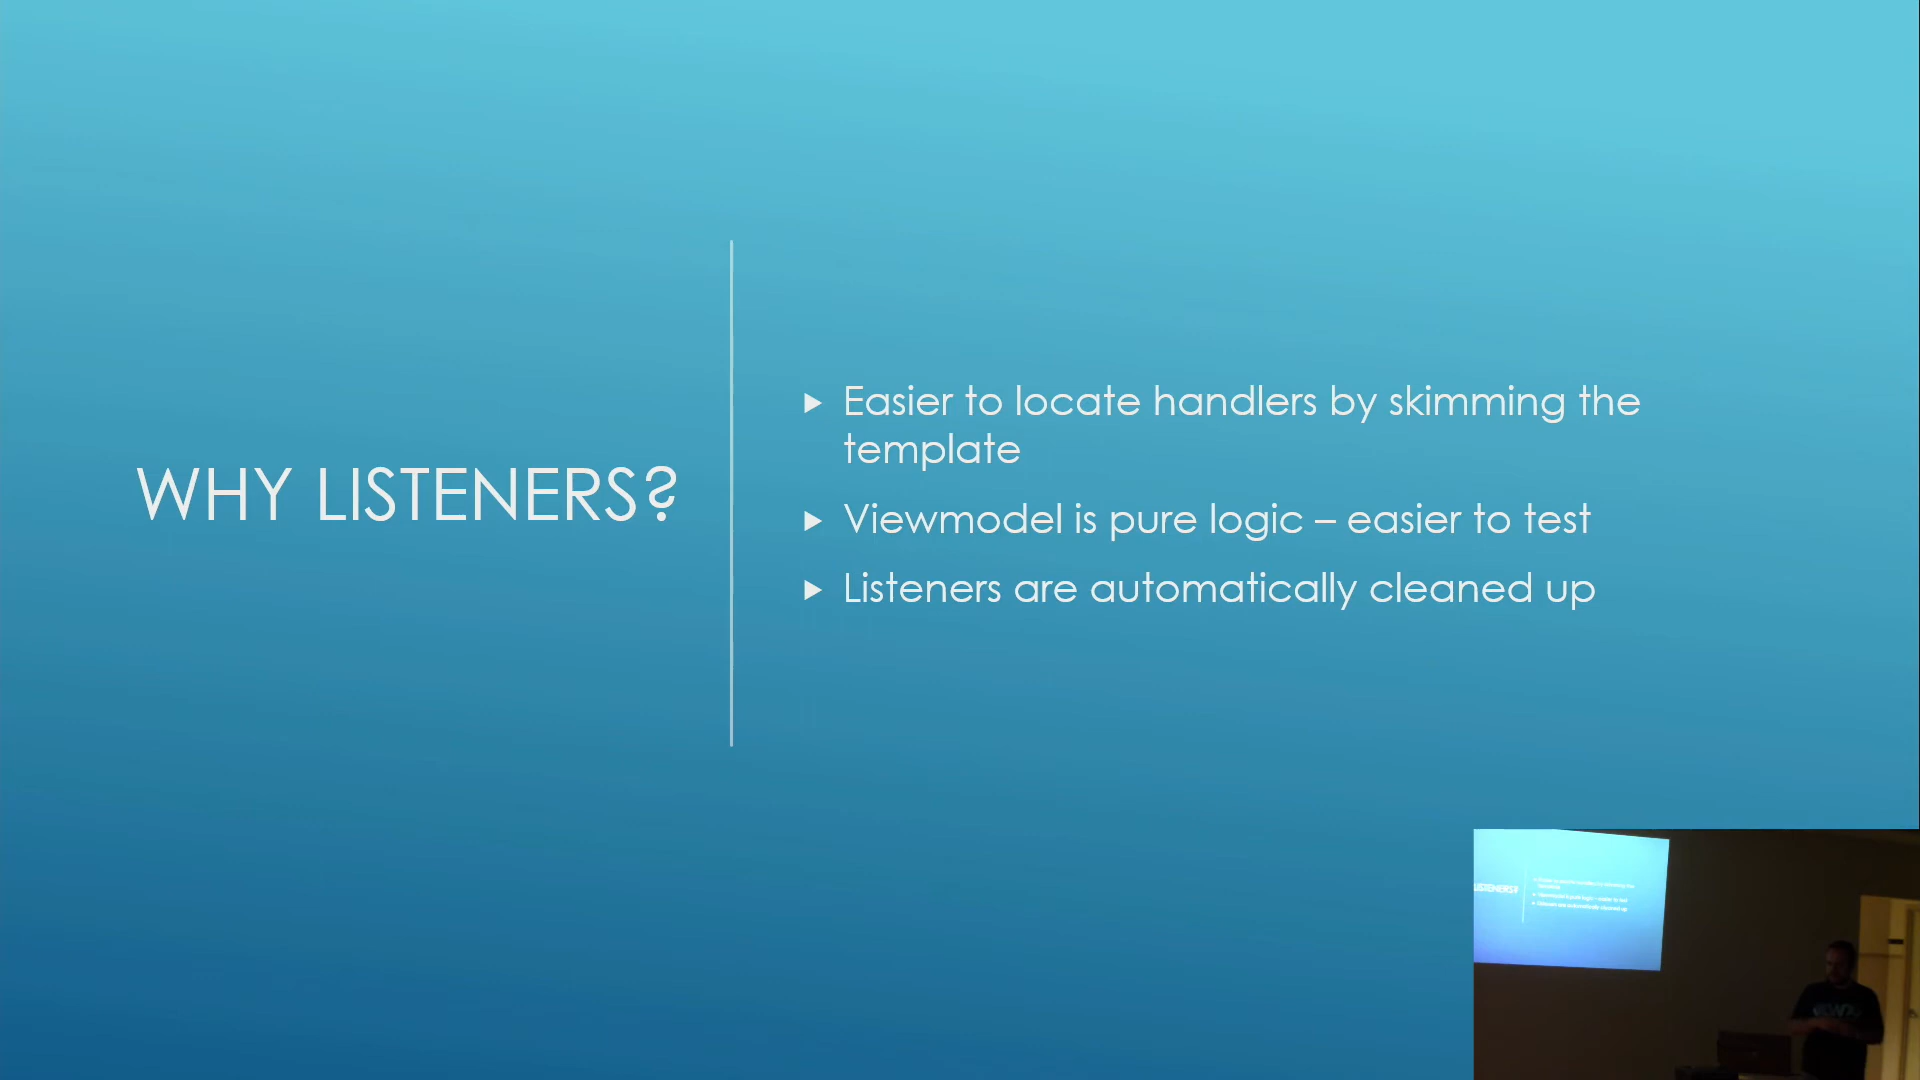 WHY LISTENERS?
Easier to locate handlers by skimming the
template
Viewmodel is pure logic – easier to test
Listeners are automatically cleaned up
LISTENERS?